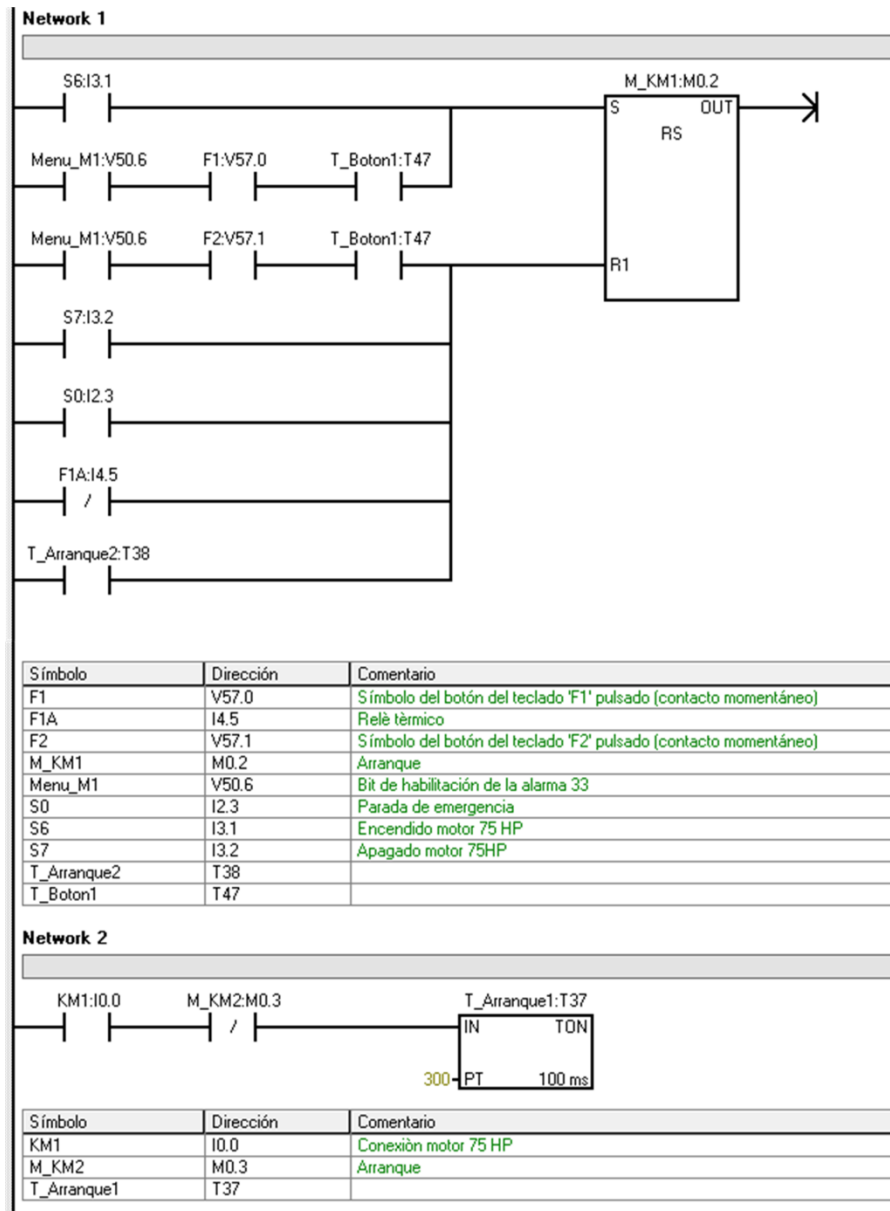 Network 1
S6:I3.1
M_KM1:M0.2
S OUT
RS
Menu_M1:V50.6 F1:V57.0 T_Boton1:T47
Menu_M1:V50.6 F2:V57.1 T_Boton1:T47
R1
S7:I3.2
S0:I2.3
F1A:I4.5
/
T_Arranque2:T38
Símbolo Dirección Comentario
F1 V57.0 Símbolo del botón del teclado 'F1' pulsado (contacto momentáneo)
F1A I4.5 Relè tèrmico
F2 V57.1 Símbolo del botón del teclado 'F2' pulsado (contacto momentáneo)
M_KM1 M0.2 Arranque
Menu_M1 V50.6 Bit de habilitación de la alarma 33
S0 I2.3 Parada de emergencia
S6 I3.1 Encendido motor 75 HP
S7 I3.2 Apagado motor 75HP
T_Arranque2 T38
T_Boton1 T47
Network 2
KM1:I0.0 M_KM2:M0.3 T_Arranque1:T37
/ IN TON
300 PT 100 ms
Símbolo Dirección Comentario
KM1 I0.0 Conexiòn motor 75 HP
M_KM2 M0.3 Arranque
T_Arranque1 T37